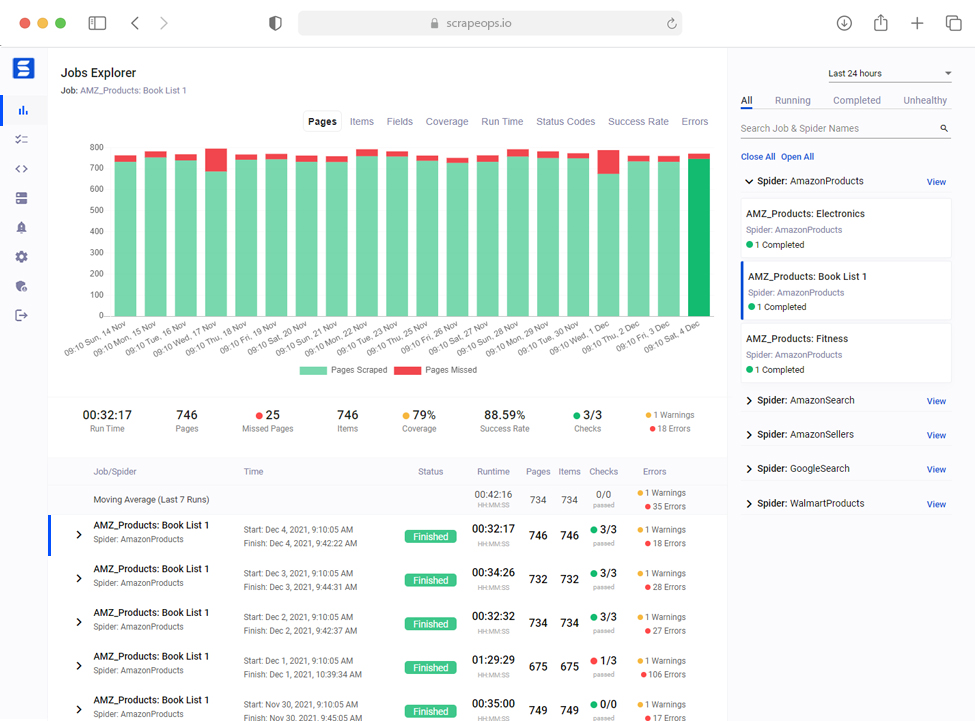 scrapeops.io
Jobs Explorer
Job: AMZ_Products: Book List 1
Pages Items Fields Coverage Run Time Status Codes Success Rate Errors
800
700
600
500
400
300
200
100
0
09:10 Sun, 14 Nov
09:10 Mon, 15 Nov
09:10 Tue, 16 Nov
09:10 Wed, 17 Nov
09:10 Thu, 18 Nov
09:10 Fri, 19 Nov
09:10 Sat, 20 Nov
09:10 Sun, 21 Nov
09:10 Mon, 22 Nov
09:10 Tue, 23 Nov
09:10 Thu, 25 Nov
09:10 Fri, 26 Nov
09:10 Sat, 27 Nov
09:10 Sun, 28 Nov
09:10 Mon, 29 Nov
09:10 Tue, 30 Nov
09:10 Wed, 1 Dec
09:10 Thu, 2 Dec
09:10 Fri, 3 Dec
09:10 Sat, 4 Dec
Pages Scraped Pages Missed
00:32:17 746 25 746 79% 88.59% 3/3 1 Warnings
Run Time Pages Missed Pages Items Coverage Success Rate Checks 18 Errors
Job/Spider Time Status Runtime Pages Items Checks Errors
Moving Average (Last 7 Runs) 00:42:16 HH:MM:SS 734 734 0/0 passed 1 Warnings
35 Errors
AMZ_Products: Book List 1 Start: Dec 4, 2021, 9:10:05 AM Finished 00:32:17 746 746 3/3 1 Warnings
Spider: AmazonProducts Finish: Dec 4, 2021, 9:42:22 AM HH:MM:SS passed 18 Errors
AMZ_Products: Book List 1 Start: Dec 3, 2021, 9:10:05 AM Finished 00:34:26 732 732 3/3 1 Warnings
Spider: AmazonProducts Finish: Dec 3, 2021, 9:44:31 AM HH:MM:SS passed 28 Errors
AMZ_Products: Book List 1 Start: Dec 2, 2021, 9:10:05 AM Finished 00:32:32 734 734 3/3 1 Warnings
Spider: AmazonProducts Finish: Dec 2, 2021, 9:42:37 AM HH:MM:SS passed 27 Errors
AMZ_Products: Book List 1 Start: Dec 1, 2021, 9:10:05 AM Finished 01:29:29 675 675 1/3 1 Warnings
Spider: AmazonProducts Finish: Dec 1, 2021, 10:39:34 AM HH:MM:SS passed 106 Errors
AMZ_Products: Book List 1 Start: Nov 30, 2021, 9:10:05 AM Finished 00:35:00 749 749 0/0 1 Warnings
Spider: AmazonProducts Finish: Nov 30, 2021, 9:45:05 AM HH:MM:SS passed 17 Errors
Last 24 hours
All Running Completed Unhealthy
Search Job & Spider Names
Close All Open All
Spider: AmazonProducts View
AMZ_Products: Electronics
Spider: AmazonProducts
1 Completed
AMZ_Products: Book List 1
Spider: AmazonProducts
1 Completed
AMZ_Products: Fitness
Spider: AmazonProducts
1 Completed
Spider: AmazonSearch View
Spider: AmazonSellers View
Spider: GoogleSearch View
Spider: WalmartProducts View